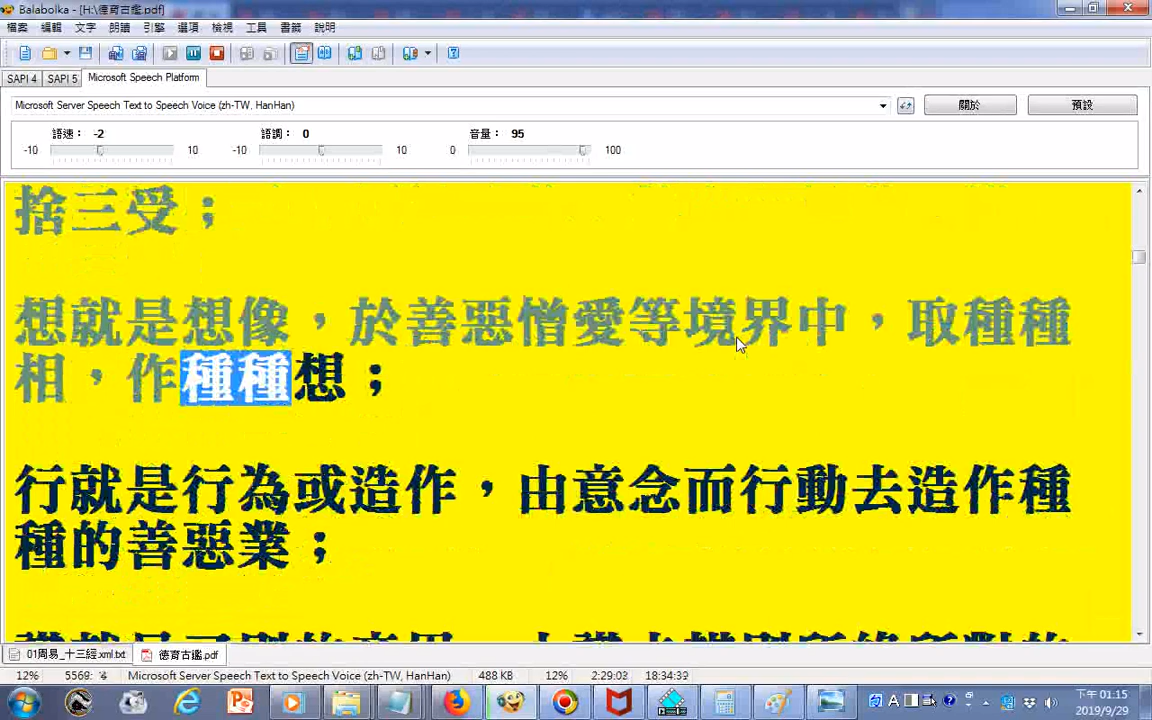 Balabolka - [H:\德育古鑑.pdf]
檔案 編輯 文字 朗讀 引擎 選項 檢視 工具 書籤 說明
SAPI 4 SAPI 5 Microsoft Speech Platform
Microsoft Server Speech Text to Speech Voice (zh-TW, HanHan) 關於 預設
語速： -2 語調： 0 音量： 95
-10 10 -10 10 0 100
捨三受；
想就是想像，於善惡憎愛等境界中，取種種
相，作種種想；
行就是行為或造作，由意念而行動去造作種
種的善惡業；
01周易_十三經.xml.txt 德育古鑑.pdf
12% Microsoft Server Speech Text to Speech Voice (zh-TW, HanHan) 488 KB 12% 2:29:03 18:34:39
下午 01:15
2019/9/29